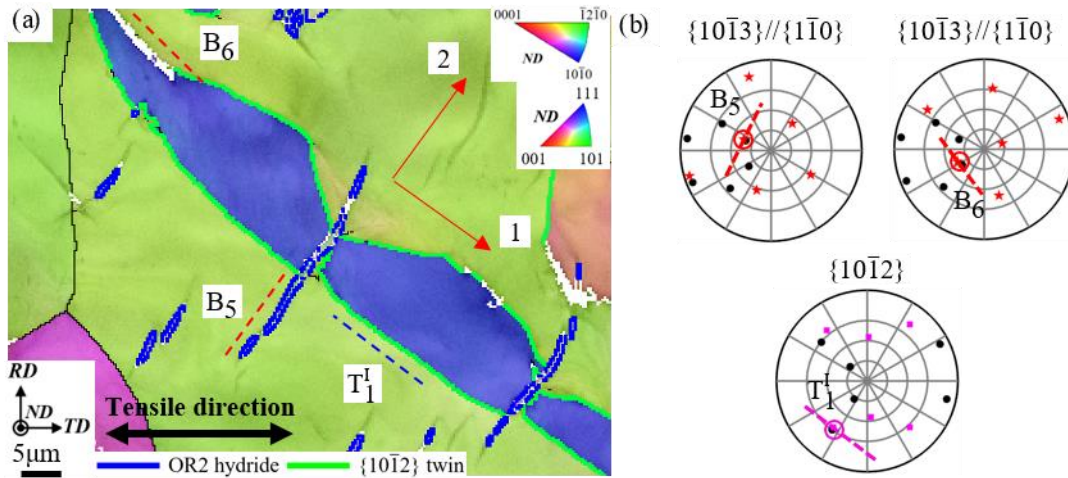 (a)
B₆
2
0001
1̄21̄0
ND
101̄0
111
ND
001
101
1
B₅
T₁ᴵ
RD
ND
TD
Tensile direction
5μm
OR2 hydride
{101̄2} twin
(b)
{101̄3}//{11̄0}
{101̄3}//{11̄0}
B₅
B₆
{101̄2}
T₁ᴵ